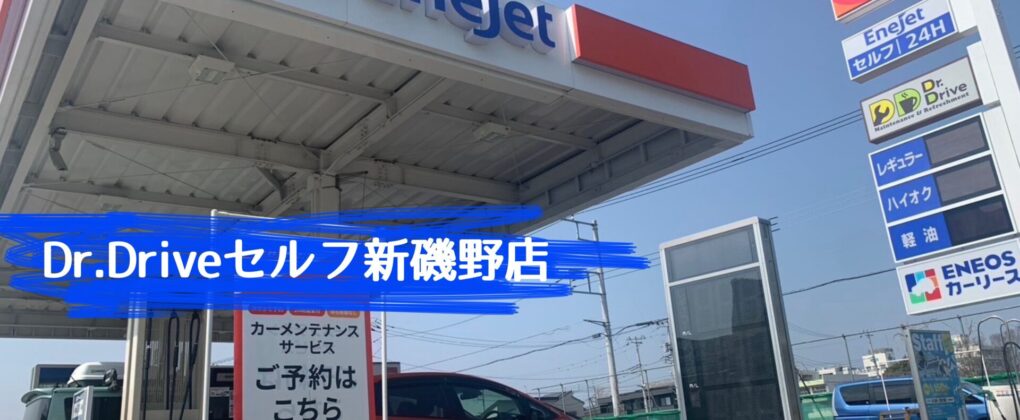 EneJet
EneJet
セルフ 24H
Dr.
Drive
Maintenance & Refreshment
レギュラー
ハイオク
軽油
ENEOS
カーリース
Dr.Driveセルフ新磯野店
カーメンテナンス
サービス
ご予約は
こちら
Staff